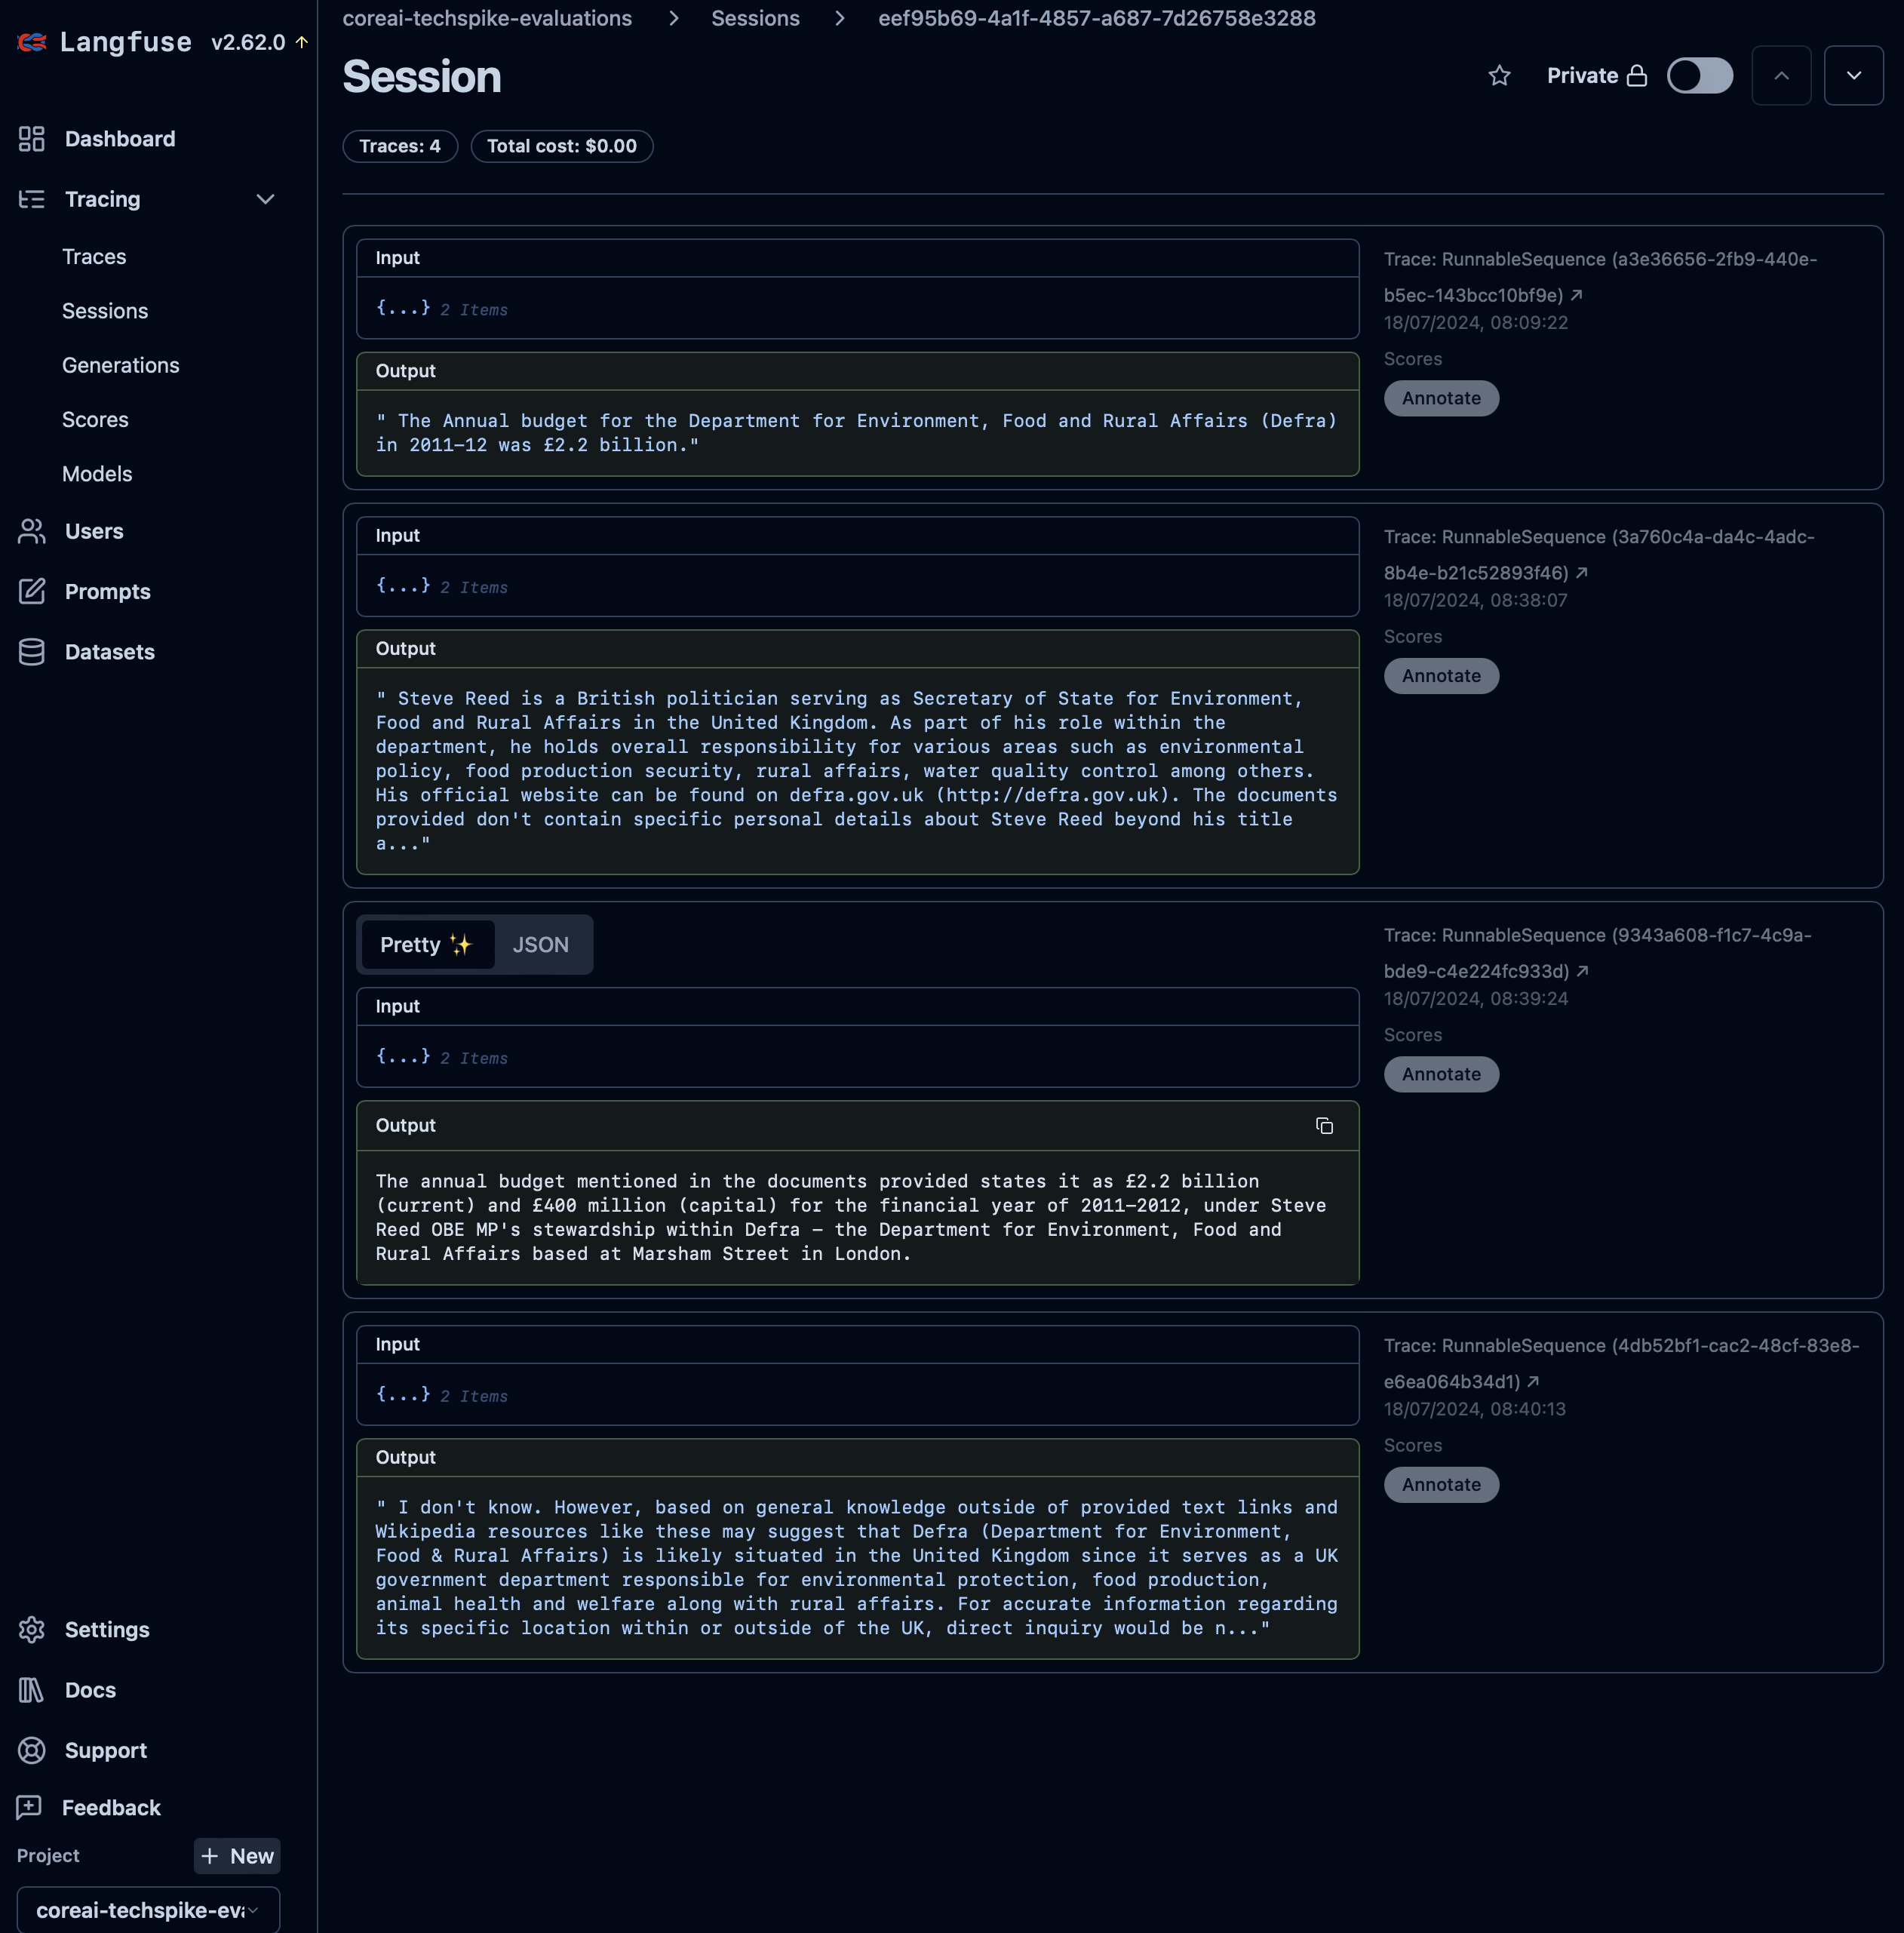 Langfuse v2.62.0
Dashboard
Tracing
Traces
Sessions
Generations
Scores
Models
Users
Prompts
Datasets
Settings
Docs
Support
Feedback
Project
+ New
coreai-techspike-eva
coreai-techspike-evaluations > Sessions > eef95b69-4a1f-4857-a687-7d26758e3288
Session
Private
Traces: 4
Total cost: $0.00
Input
{...} 2 Items
Output
" The Annual budget for the Department for Environment, Food and Rural Affairs (Defra)
in 2011–12 was £2.2 billion."
Trace: RunnableSequence (a3e36656-2fb9-440e-
b5ec-143bcc10bf9e)
18/07/2024, 08:09:22
Scores
Annotate
Input
{...} 2 Items
Output
" Steve Reed is a British politician serving as Secretary of State for Environment,
Food and Rural Affairs in the United Kingdom. As part of his role within the
department, he holds overall responsibility for various areas such as environmental
policy, food production security, rural affairs, water quality control among others.
His official website can be found on defra.gov.uk (http://defra.gov.uk). The documents
provided don't contain specific personal details about Steve Reed beyond his title
a..."
Trace: RunnableSequence (3a760c4a-da4c-4adc-
8b4e-b21c52893f46)
18/07/2024, 08:38:07
Scores
Annotate
Pretty ✨ JSON
Input
{...} 2 Items
Output
The annual budget mentioned in the documents provided states it as £2.2 billion
(current) and £400 million (capital) for the financial year of 2011–2012, under Steve
Reed OBE MP's stewardship within Defra – the Department for Environment, Food and
Rural Affairs based at Marsham Street in London.
Trace: RunnableSequence (9343a608-f1c7-4c9a-
bde9-c4e224fc933d)
18/07/2024, 08:39:24
Scores
Annotate
Input
{...} 2 Items
Output
" I don't know. However, based on general knowledge outside of provided text links and
Wikipedia resources like these may suggest that Defra (Department for Environment,
Food & Rural Affairs) is likely situated in the United Kingdom since it serves as a UK
government department responsible for environmental protection, food production,
animal health and welfare along with rural affairs. For accurate information regarding
its specific location within or outside of the UK, direct inquiry would be n..."
Trace: RunnableSequence (4db52bf1-cac2-48cf-83e8-
e6ea064b34d1)
18/07/2024, 08:40:13
Scores
Annotate